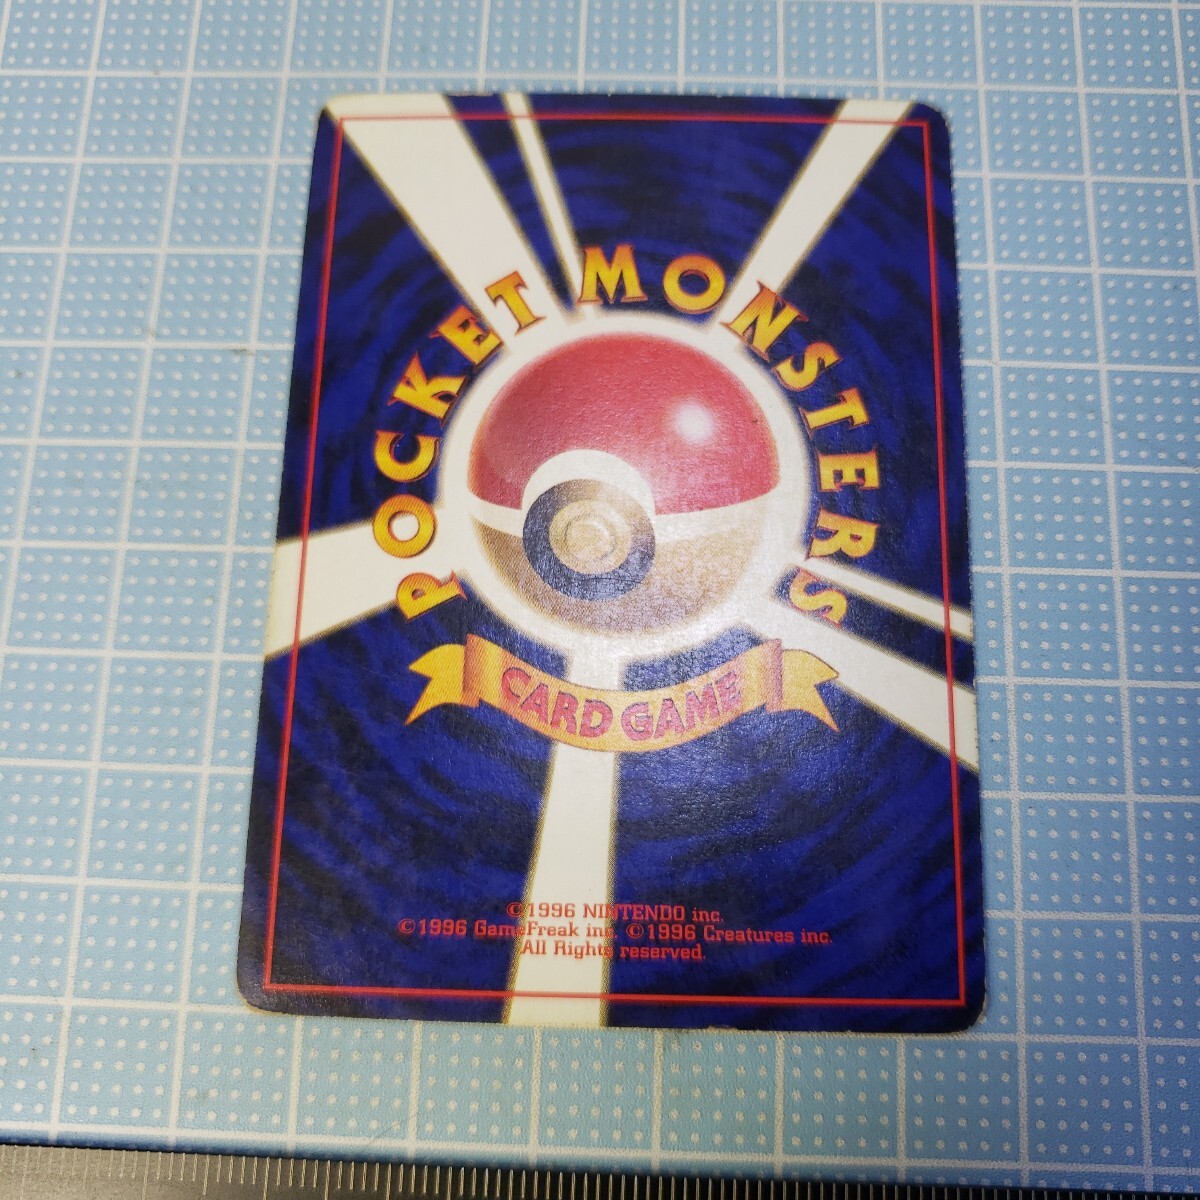 POCKET MONSTERS
CARD GAME
©1996 NINTENDO inc.
©1996 GameFreak inc. ©1996 Creatures inc.
All Rights reserved.